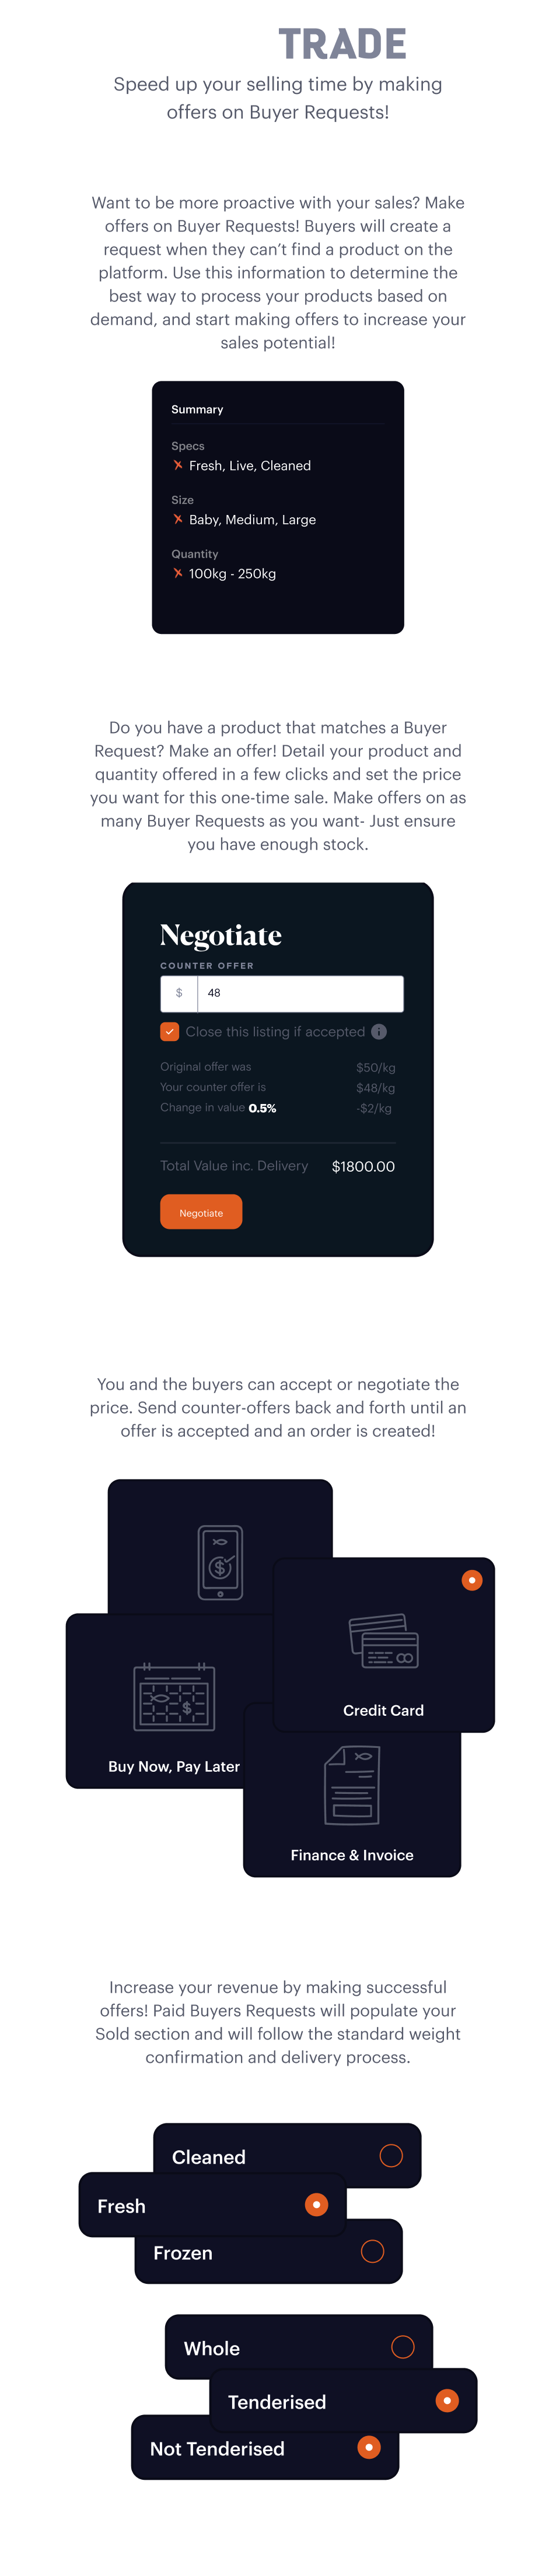 TRADE
Speed up your selling time by making
offers on Buyer Requests!
Want to be more proactive with your sales? Make
offers on Buyer Requests! Buyers will create a
request when they can’t find a product on the
platform. Use this information to determine the
best way to process your products based on
demand, and start making offers to increase your
sales potential!
Summary
Specs
Fresh, Live, Cleaned
Size
Baby, Medium, Large
Quantity
100kg - 250kg
Do you have a product that matches a Buyer
Request? Make an offer! Detail your product and
quantity offered in a few clicks and set the price
you want for this one-time sale. Make offers on as
many Buyer Requests as you want- Just ensure
you have enough stock.
Negotiate
COUNTER OFFER
$ 48
Close this listing if accepted i
Original offer was $50/kg
Your counter offer is $48/kg
Change in value 0.5% -$2/kg
Total Value inc. Delivery $1800.00
Negotiate
You and the buyers can accept or negotiate the
price. Send counter-offers back and forth until an
offer is accepted and an order is created!
Credit Card
Buy Now, Pay Later
Finance & Invoice
Increase your revenue by making successful
offers! Paid Buyers Requests will populate your
Sold section and will follow the standard weight
confirmation and delivery process.
Cleaned
Fresh
Frozen
Whole
Tenderised
Not Tenderised